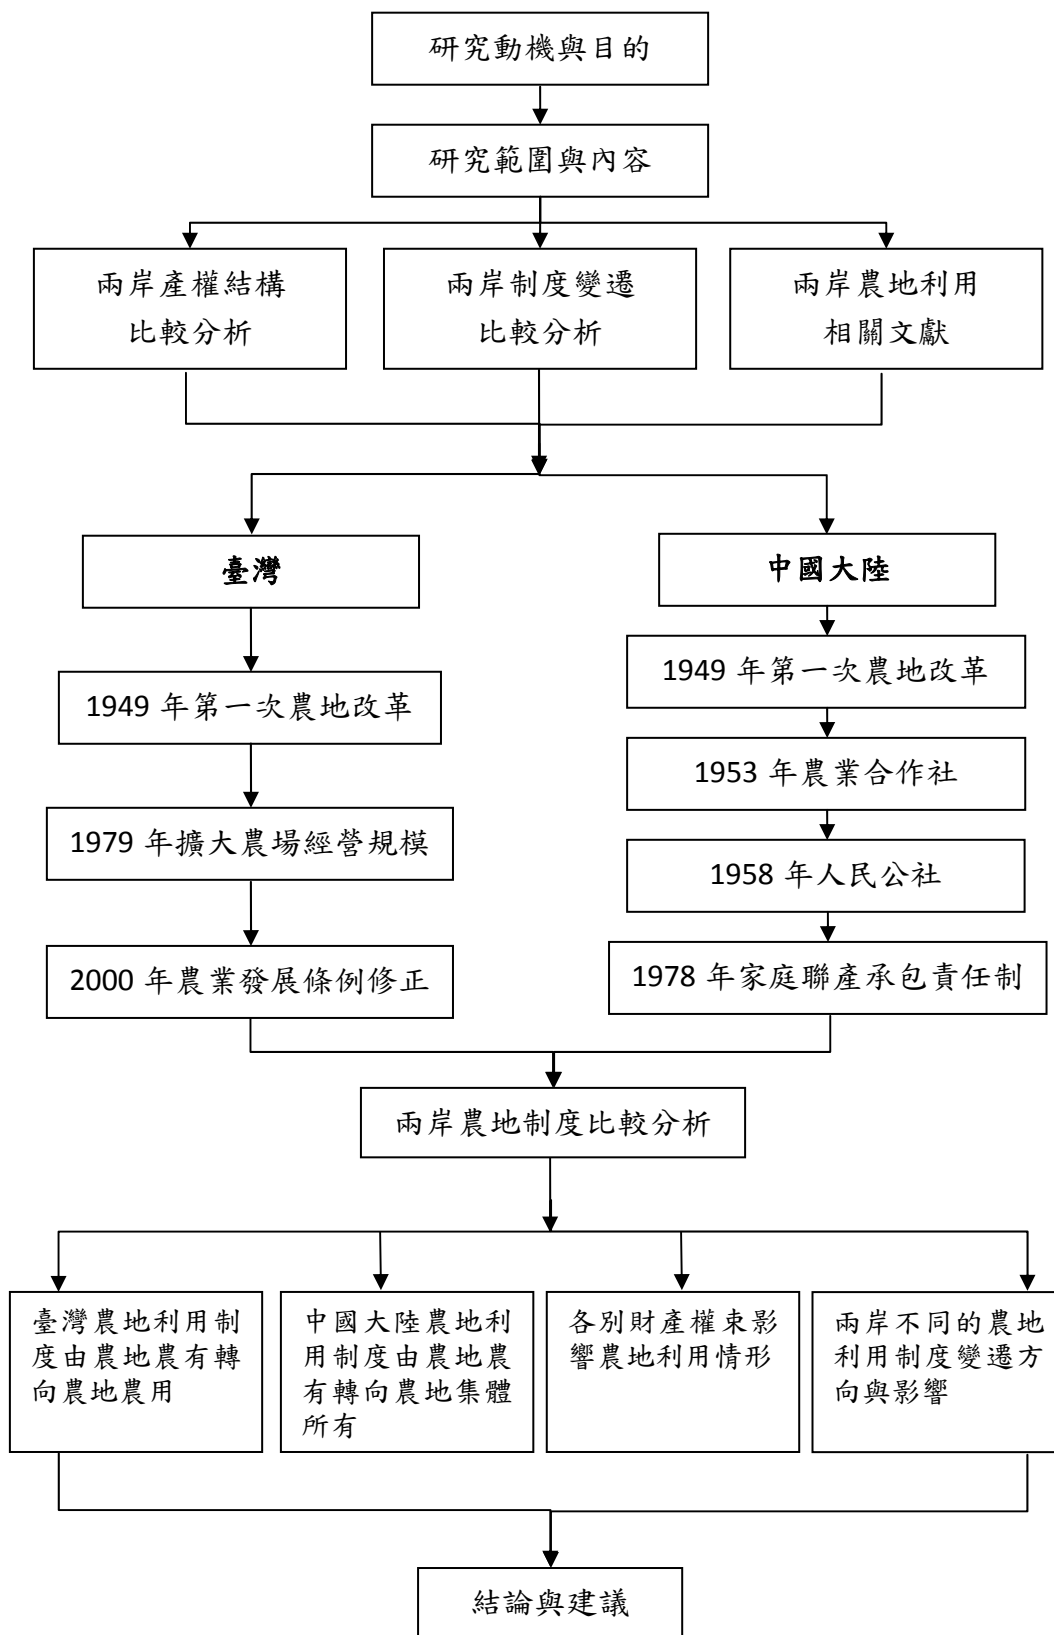 研究動機與目的
研究範圍與內容
兩岸產權結構
比較分析
兩岸制度變遷
比較分析
兩岸農地利用
相關文獻
臺灣
中國大陸
1949 年第一次農地改革
1979 年擴大農場經營規模
2000 年農業發展條例修正
1949 年第一次農地改革
1953 年農業合作社
1958 年人民公社
1978 年家庭聯產承包責任制
兩岸農地制度比較分析
臺灣農地利用制
度由農地農有轉
向農地農用
中國大陸農地利
用制度由農地農
有轉向農地集體
所有
各別財產權束影
響農地利用情形
兩岸不同的農地
利用制度變遷方
向與影響
結論與建議